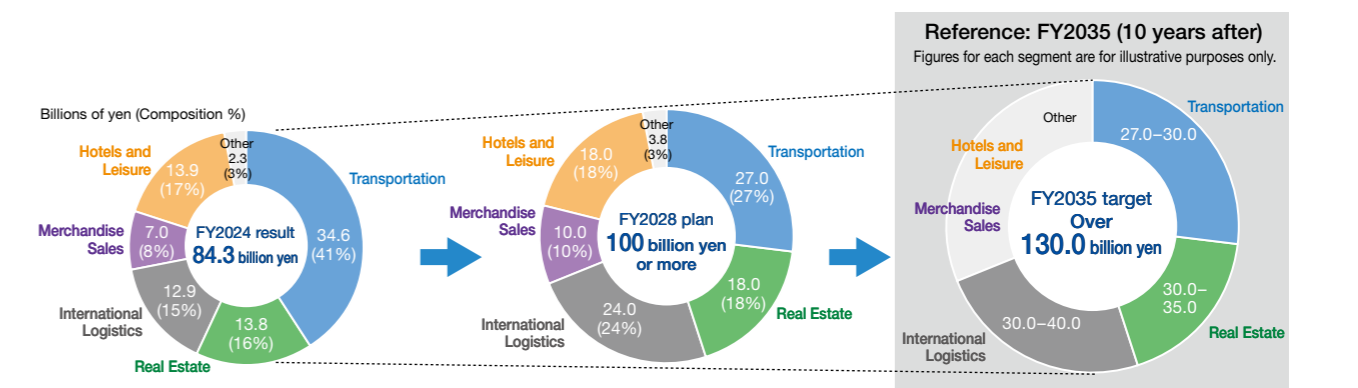 Billions of yen (Composition %)
Other
2.3
(3%)
Hotels and
Leisure
13.9
(17%)
Transportation
34.6
(41%)
Merchandise
Sales
7.0
(8%)
FY2024 result
84.3 billion yen
International
Logistics
12.9
(15%)
13.8
(16%)
Real Estate
Other
3.8
(3%)
Hotels and
Leisure
18.0
(18%)
Transportation
27.0
(27%)
Merchandise
Sales
10.0
(10%)
FY2028 plan
100 billion yen
or more
International
Logistics
24.0
(24%)
18.0
(18%)
Real Estate
Reference: FY2035 (10 years after)
Figures for each segment are for illustrative purposes only.
Other
Transportation
27.0–30.0
Hotels and
Leisure
Merchandise
Sales
FY2035 target
Over
130.0 billion yen
30.0–
35.0
30.0–40.0
Real Estate
International
Logistics